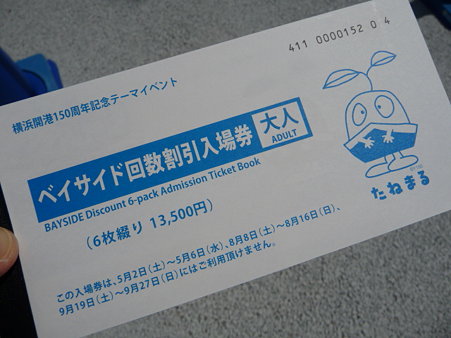 411 0000152 0 4
横浜開港150周年記念テーマイベント
ベイサイド回数割引入場券 大人 ADULT
BAYSIDE Discount 6-pack Admission Ticket Book
(6枚綴り 13,500円)
たねまる
この入場券は、5月2日(土)~5月6日(水)、8月8日(土)~8月16日(日)、
9月19日(土)~9月27日(日)にはご利用頂けません。